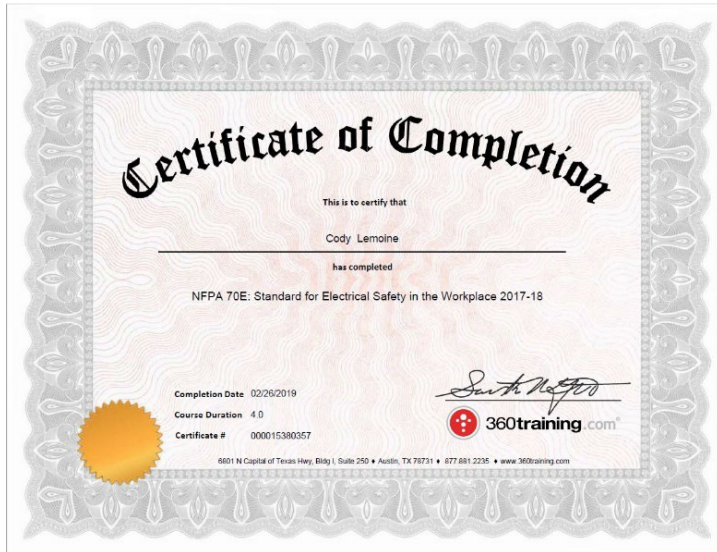 Certificate of Completion
This is to certify that
Cody Lemoine
has completed
NFPA 70E: Standard for Electrical Safety in the Workplace 2017-18
Completion Date 02/26/2019
Course Duration 4.0
Certificate # 000015380357
360training.com®
6801 N Capital of Texas Hwy, Bldg I, Suite 250 ♦ Austin, TX 78731 ♦ 877.881.2235 ♦ www.360training.com